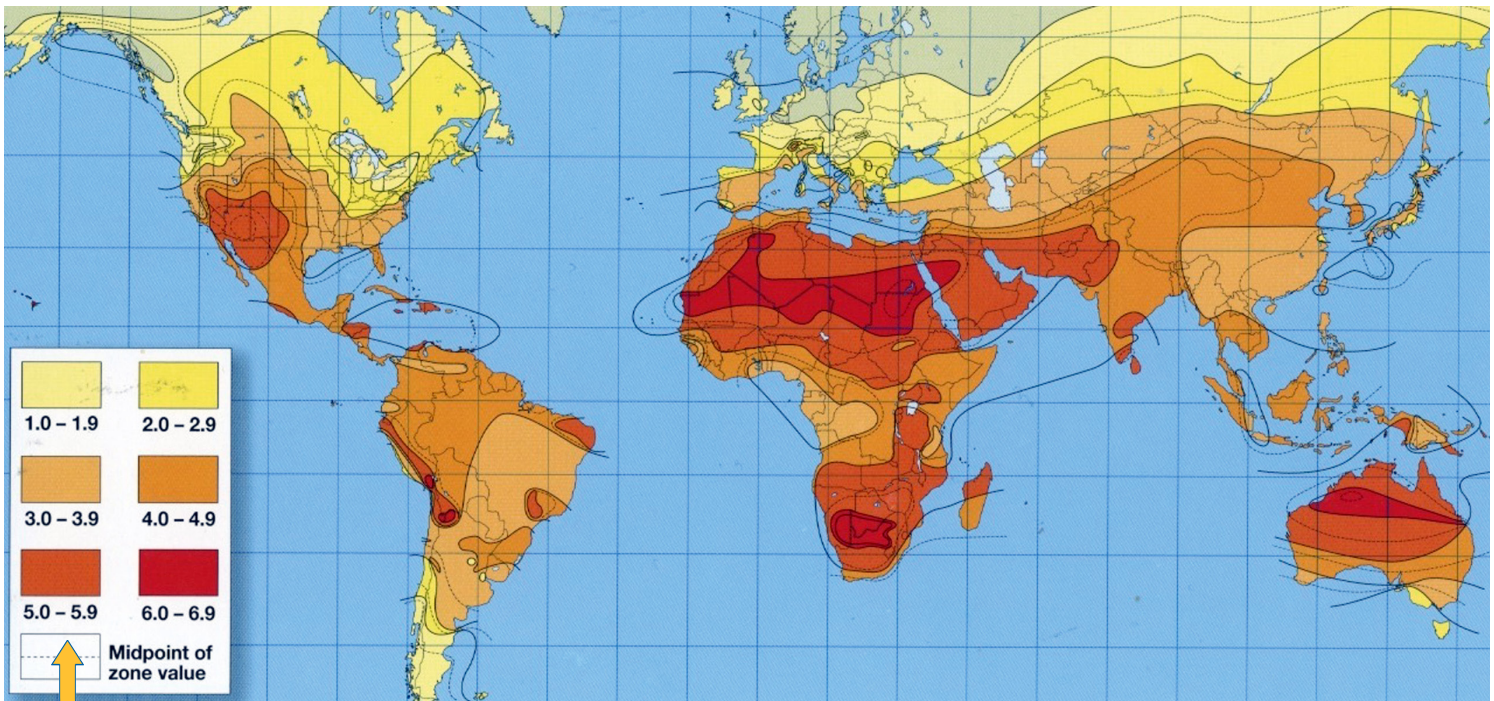 1.0 – 1.9 2.0 – 2.9
3.0 – 3.9 4.0 – 4.9
5.0 – 5.9 6.0 – 6.9
Midpoint of
zone value